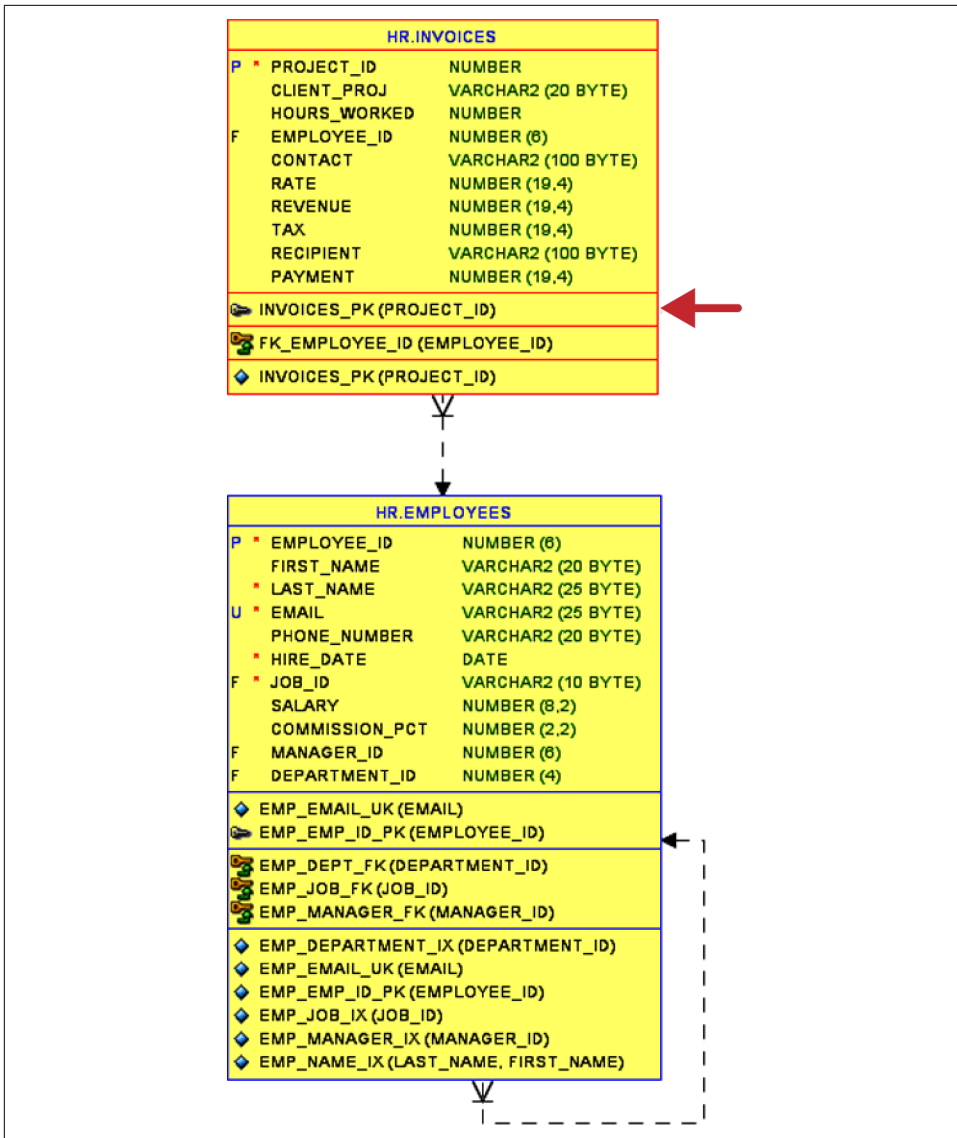 HR.INVOICES
P * PROJECT_ID NUMBER
CLIENT_PROJ VARCHAR2 (20 BYTE)
HOURS_WORKED NUMBER
F EMPLOYEE_ID NUMBER (6)
CONTACT VARCHAR2 (100 BYTE)
RATE NUMBER (19,4)
REVENUE NUMBER (19,4)
TAX NUMBER (19,4)
RECIPIENT VARCHAR2 (100 BYTE)
PAYMENT NUMBER (19,4)
INVOICES_PK (PROJECT_ID)
FK_EMPLOYEE_ID (EMPLOYEE_ID)
INVOICES_PK (PROJECT_ID)
HR.EMPLOYEES
P * EMPLOYEE_ID NUMBER (6)
FIRST_NAME VARCHAR2 (20 BYTE)
* LAST_NAME VARCHAR2 (25 BYTE)
U * EMAIL VARCHAR2 (25 BYTE)
PHONE_NUMBER VARCHAR2 (20 BYTE)
* HIRE_DATE DATE
F * JOB_ID VARCHAR2 (10 BYTE)
SALARY NUMBER (8,2)
COMMISSION_PCT NUMBER (2,2)
F MANAGER_ID NUMBER (6)
F DEPARTMENT_ID NUMBER (4)
EMP_EMAIL_UK (EMAIL)
EMP_EMP_ID_PK (EMPLOYEE_ID)
EMP_DEPT_FK (DEPARTMENT_ID)
EMP_JOB_FK (JOB_ID)
EMP_MANAGER_FK (MANAGER_ID)
EMP_DEPARTMENT_IX (DEPARTMENT_ID)
EMP_EMAIL_UK (EMAIL)
EMP_EMP_ID_PK (EMPLOYEE_ID)
EMP_JOB_IX (JOB_ID)
EMP_MANAGER_IX (MANAGER_ID)
EMP_NAME_IX (LAST_NAME, FIRST_NAME)